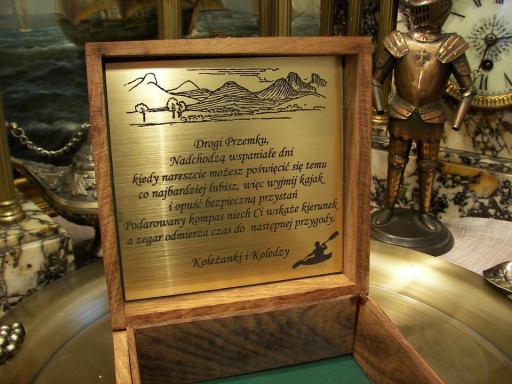 Drogi Przemku,
Nadchodzą wspaniałe dni
kiedy nareszcie możesz poświęcić się temu
co najbardziej lubisz, więc wyjmij kajak
i opuść bezpieczną przystań
Podarowany kompas niech Ci wskaże kierunek
a zegar odmierza czas do następnej przygody.
Koleżanki i Koledzy